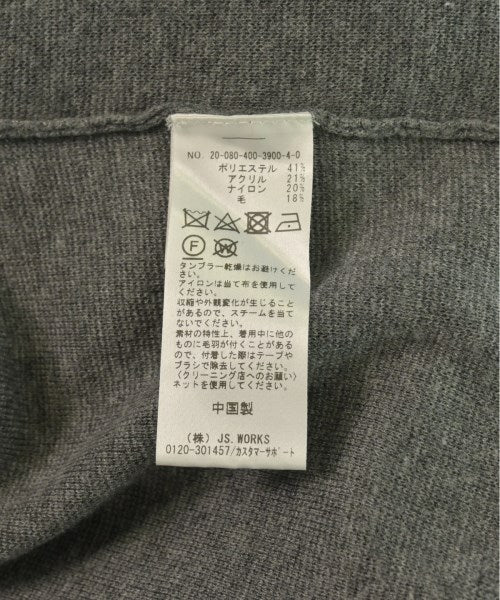 NO. 20-080-400-3900-4-0
ポリエステル 41%
アクリル 21%
ナイロン 20%
毛 18%
F W
タンブラー乾燥はお避けくだ
さい。
アイロンは当て布を使用して
ください。
収縮や外観変化が生じること
があるので、スチームを当て
ないでください。
素材の特性上、着用中に他の
ものに毛羽が付くことがある
ので、付着した際はテープや
ブラシで除去してください。
〈クリーニング店へのお願い〉
ネットを使用してください。
中国製
(株) JS.WORKS
0120-301457/カスタマーサポート